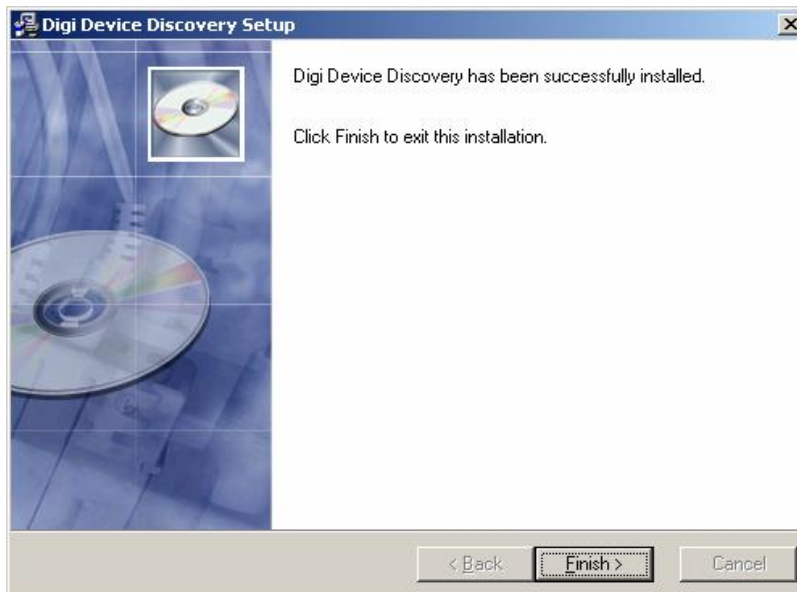 Digi Device Discovery Setup
Digi Device Discovery has been successfully installed.
Click Finish to exit this installation.
< Back
Finish >
Cancel